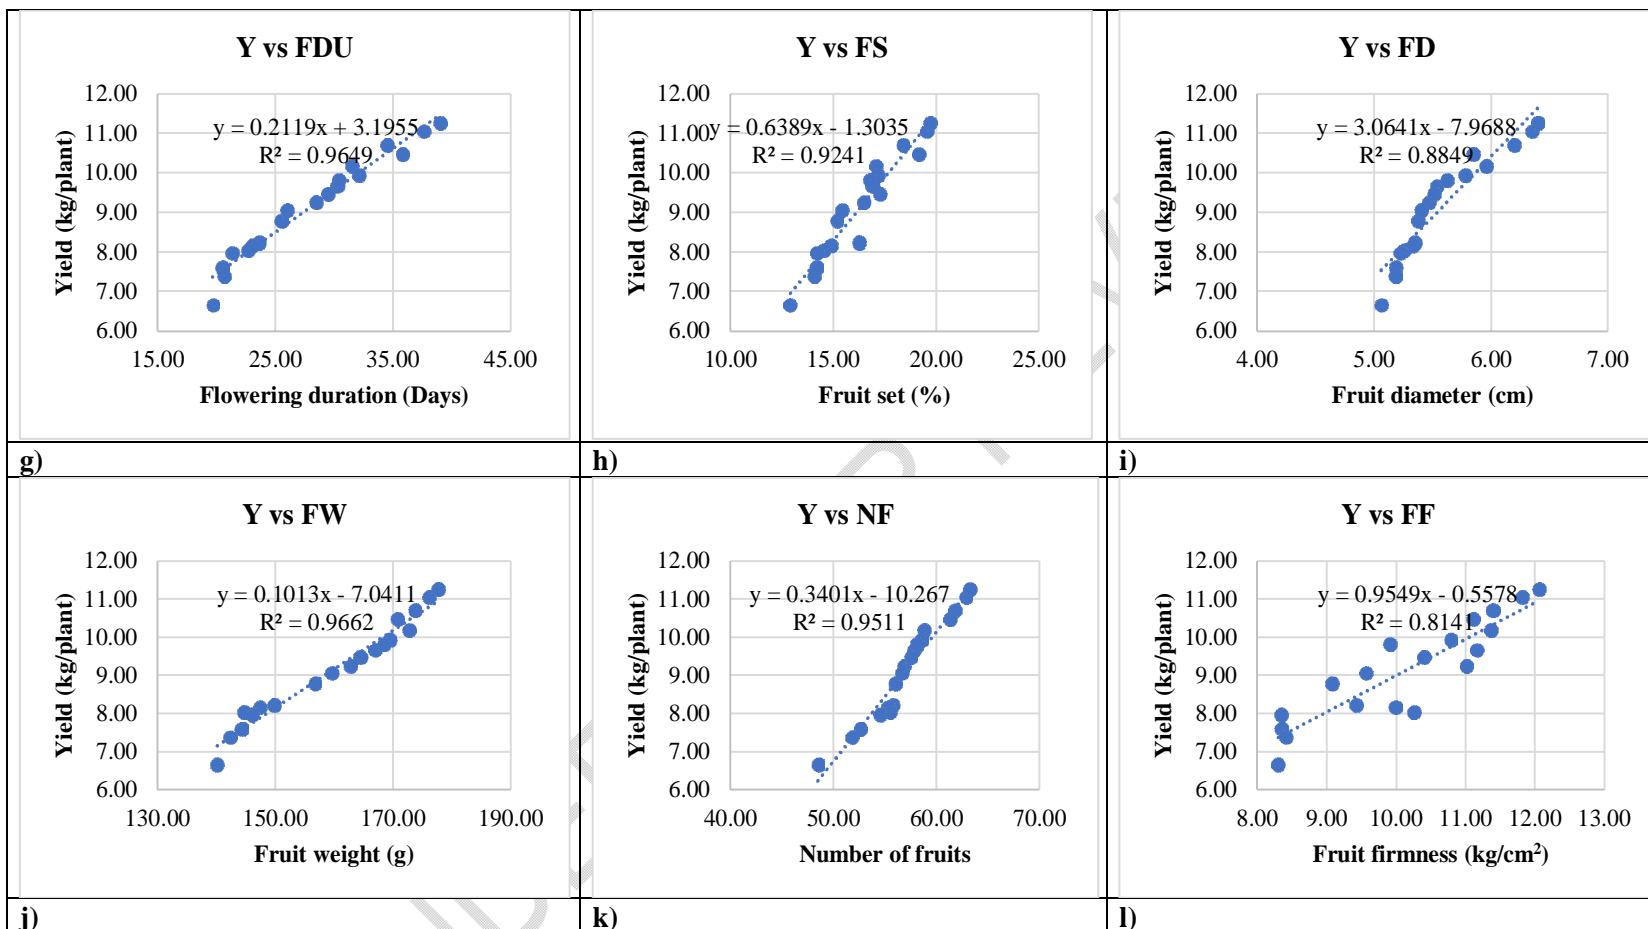 Y vs FDU
12.00
11.00
10.00
9.00
8.00
7.00
6.00
y = 0.2119x + 3.1955
R² = 0.9649
15.00 25.00 35.00 45.00
Yield (kg/plant)
Flowering duration (Days)
Y vs FS
12.00
11.00
10.00
9.00
8.00
7.00
6.00
y = 0.6389x - 1.3035
R² = 0.9241
10.00 15.00 20.00 25.00
Yield (kg/plant)
Fruit set (%)
Y vs FD
12.00
11.00
10.00
9.00
8.00
7.00
6.00
y = 3.0641x - 7.9688
R² = 0.8849
4.00 5.00 6.00 7.00
Yield (kg/plant)
Fruit diameter (cm)
g)
h)
i)
Y vs FW
12.00
11.00
10.00
9.00
8.00
7.00
6.00
y = 0.1013x - 7.0411
R² = 0.9662
130.00 150.00 170.00 190.00
Yield (kg/plant)
Fruit weight (g)
Y vs NF
12.00
11.00
10.00
9.00
8.00
7.00
6.00
y = 0.3401x - 10.267
R² = 0.9511
40.00 50.00 60.00 70.00
Yield (kg/plant)
Number of fruits
Y vs FF
12.00
11.00
10.00
9.00
8.00
7.00
6.00
y = 0.9549x - 0.5578
R² = 0.8141
8.00 9.00 10.00 11.00 12.00 13.00
Yield (kg/plant)
Fruit firmness (kg/cm²)
j)
k)
l)